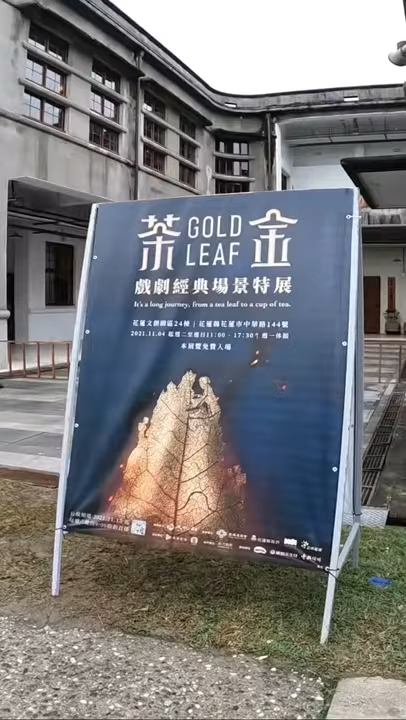 茶 GOLD LEAF 金
戲劇經典場景特展
It's a long journey, from a tea leaf to a cup of tea.
花蓮文創園區24棟 | 花蓮縣花蓮市中華路144號
2021.11.04 起週二至週日11:00 - 17:30 週一休館
本展覽免費入場